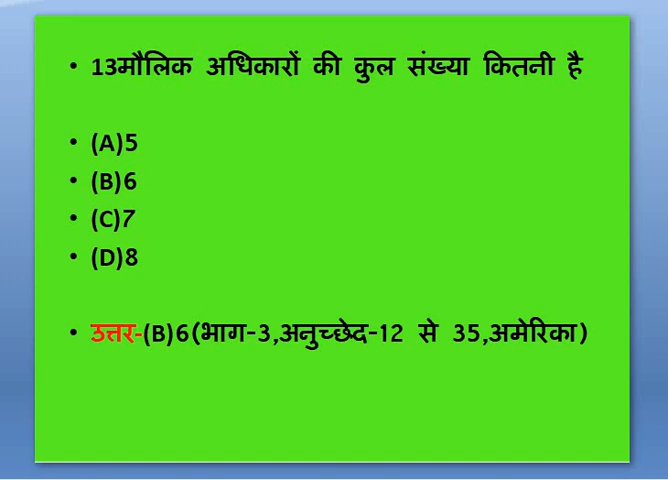 • 13मौलिक अधिकारों की कुल संख्या कितनी है
• (A)5
• (B)6
• (C)7
• (D)8
• उत्तर-(B)6(भाग-3,अनुच्छेद-12 से 35,अमेरिका)